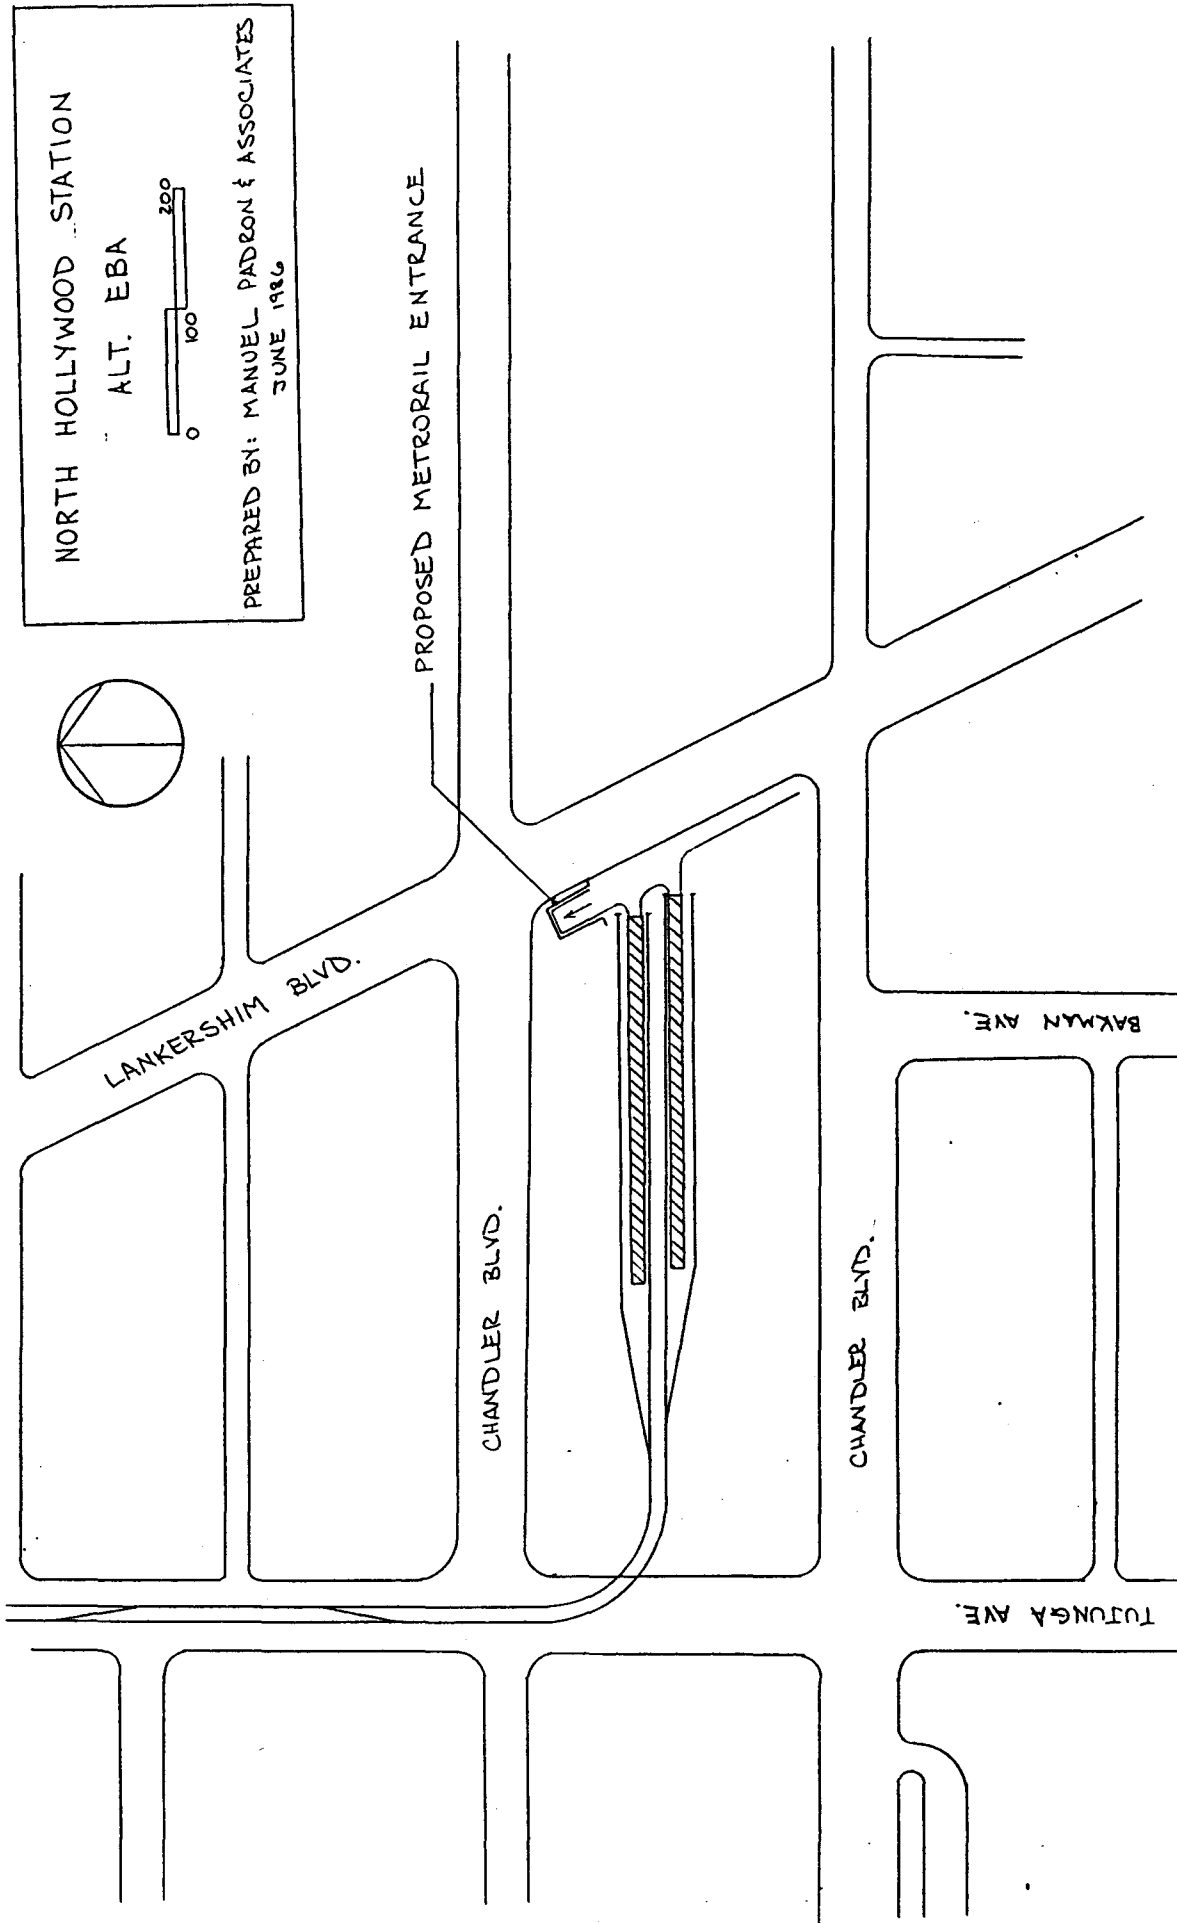 NORTH HOLLYWOOD STATION
ALT. EBA
0 100 200
PREPARED BY: MANUEL PADRON & ASSOCIATES
JUNE 1986
PROPOSED METRORAIL ENTRANCE
LANKERSHIM BLVD.
CHANDLER BLVD.
CHANDLER BLVD.
BAKMAN AVE.
TUJUNGA AVE.